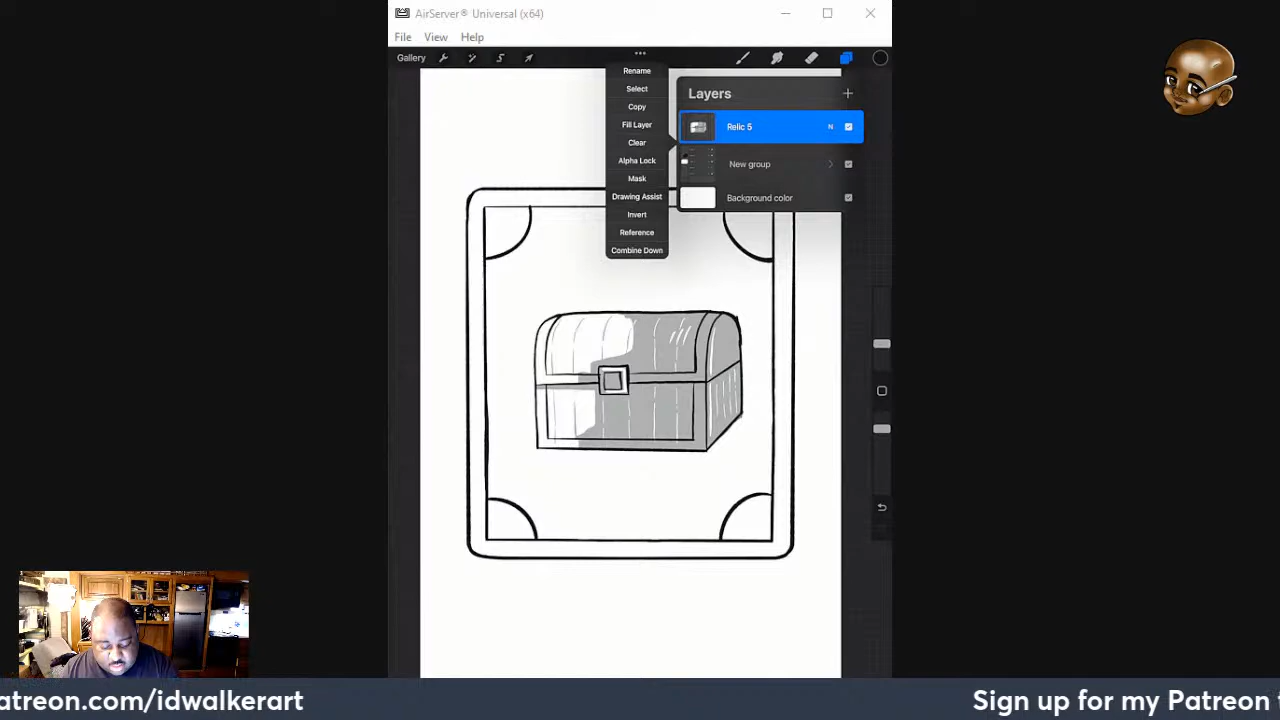 AirServer® Universal (x64)
File View Help
Gallery
Rename
Select
Copy
Fill Layer
Clear
Alpha Lock
Mask
Drawing Assist
Invert
Reference
Combine Down
Layers
Relic 5 N
New group
Background color
atreon.com/idwalkerart
Sign up for my Patreon